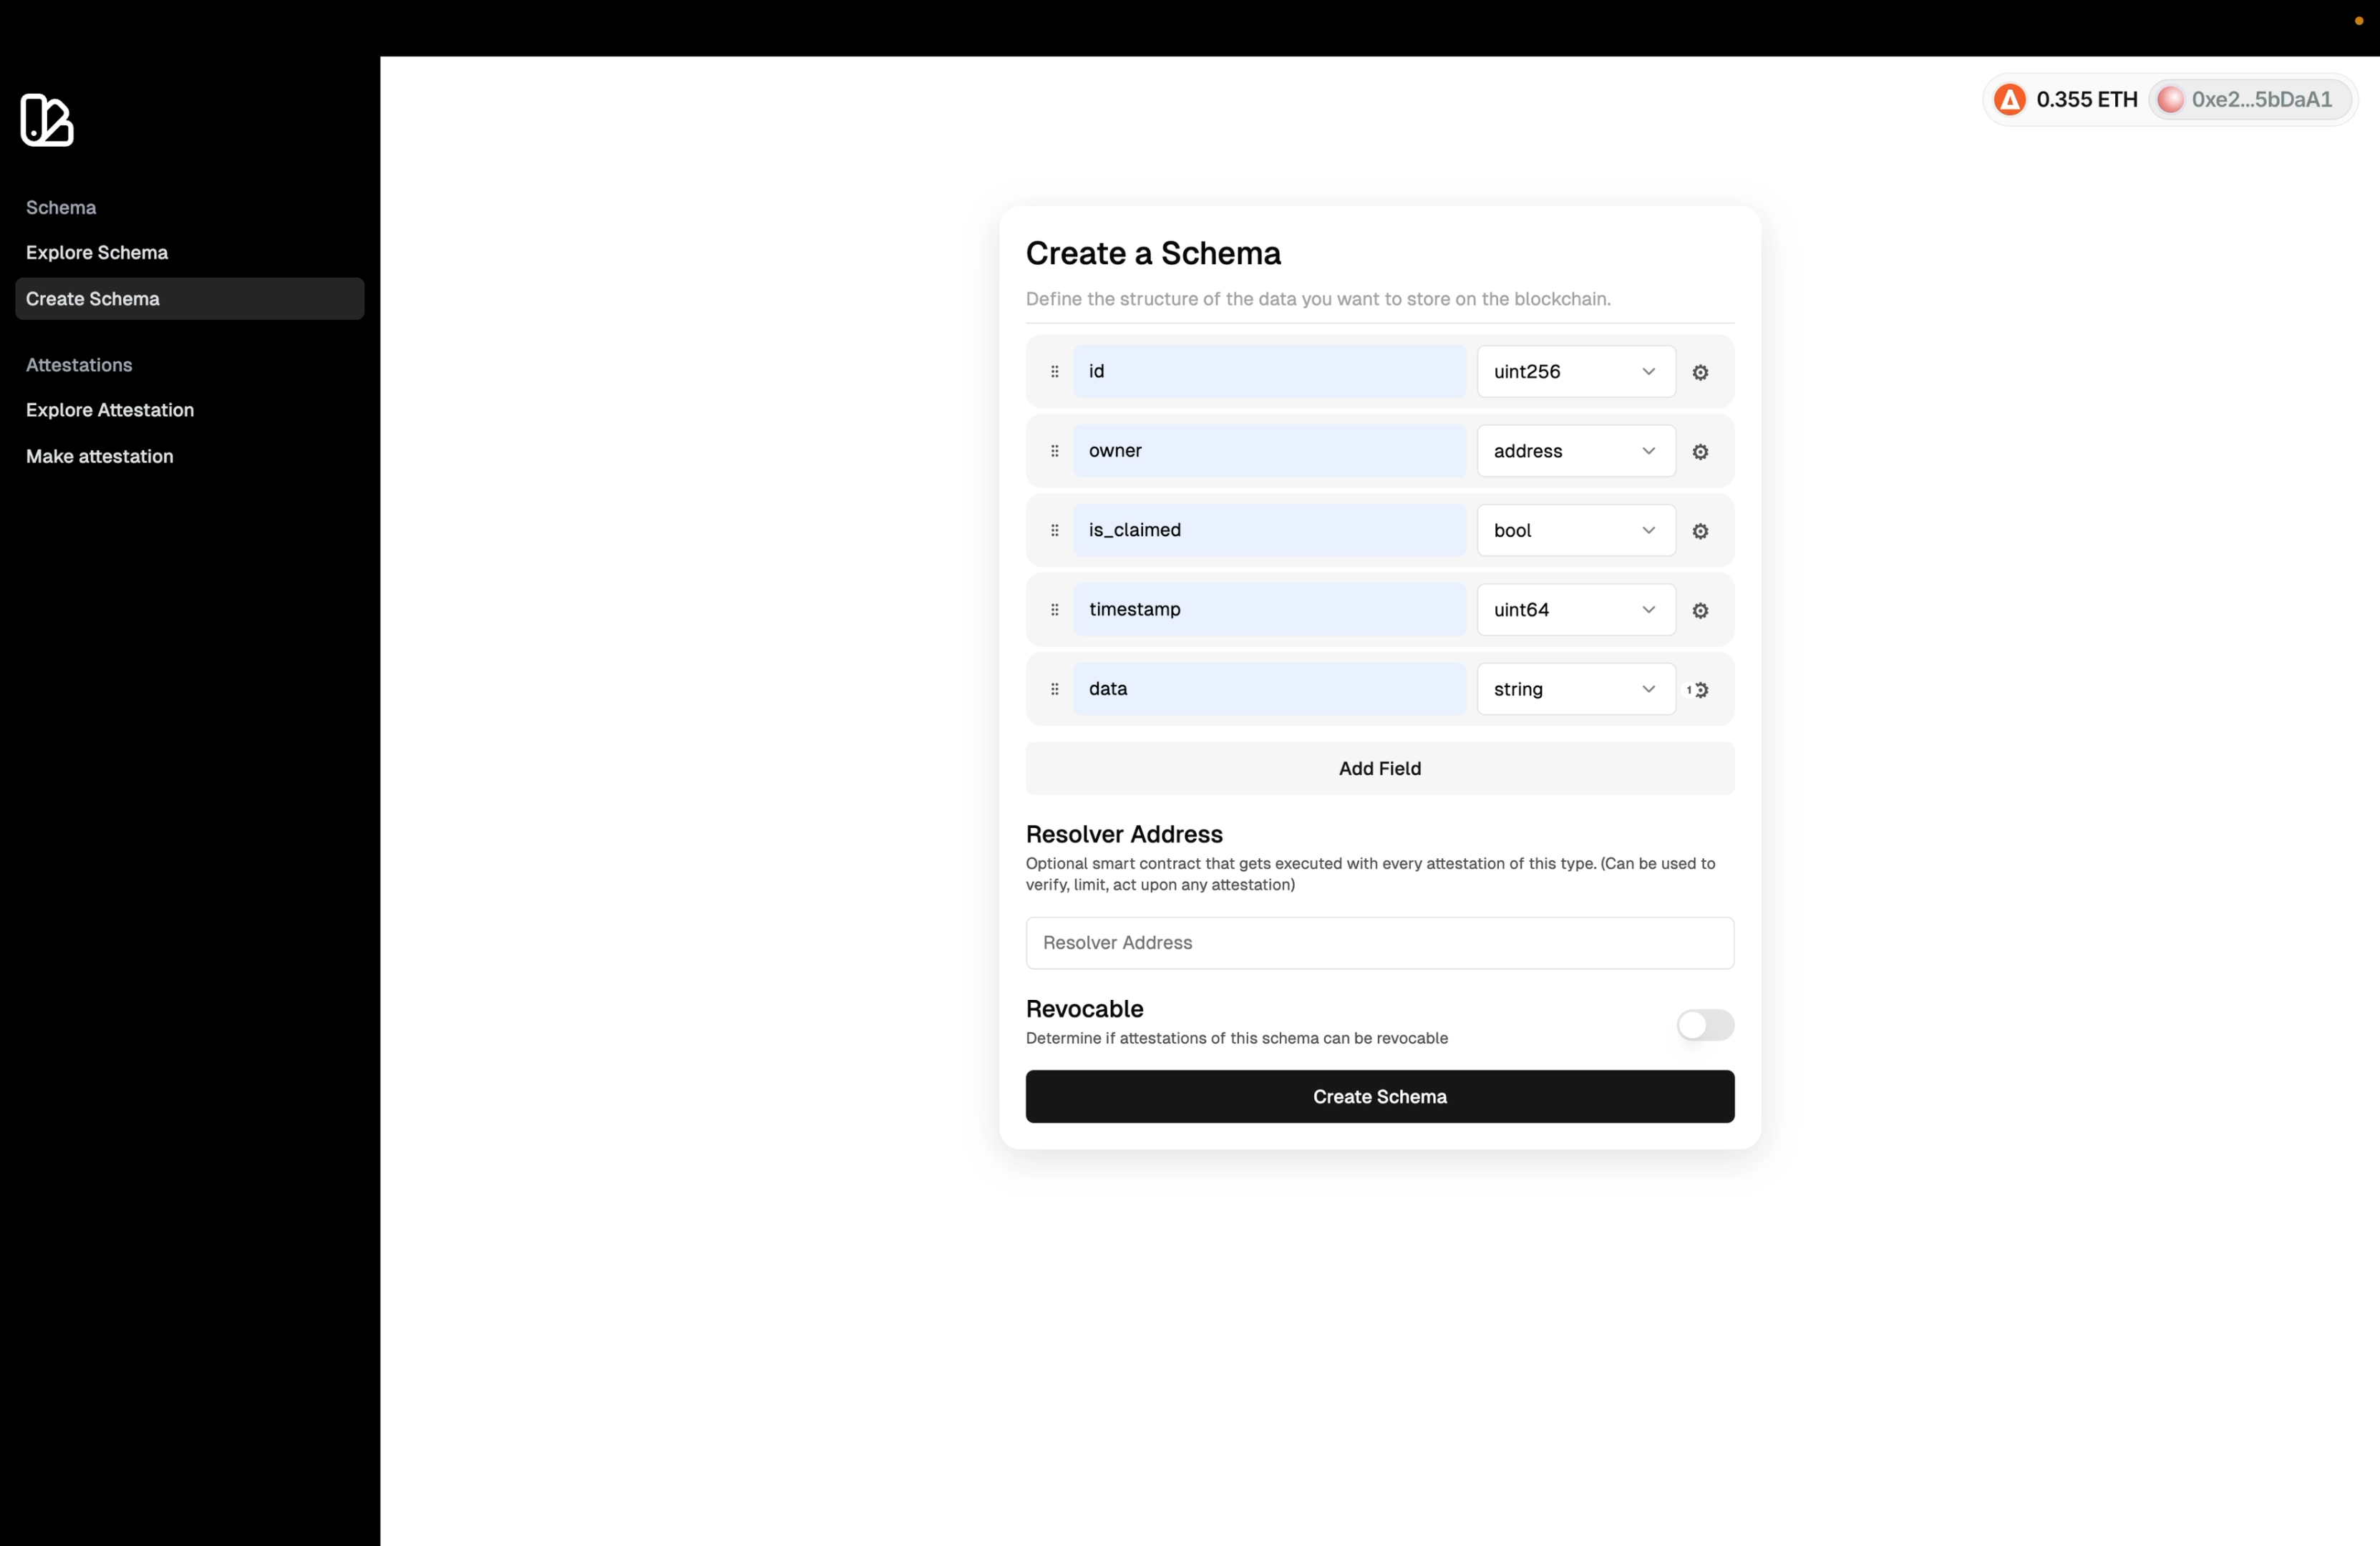 0.355 ETH
0xe2...5bDaA1
Schema
Explore Schema
Create Schema
Attestations
Explore Attestation
Make attestation
Create a Schema
Define the structure of the data you want to store on the blockchain.
id
uint256
owner
address
is_claimed
bool
timestamp
uint64
data
string
1
Add Field
Resolver Address
Optional smart contract that gets executed with every attestation of this type. (Can be used to
verify, limit, act upon any attestation)
Resolver Address
Revocable
Determine if attestations of this schema can be revocable
Create Schema